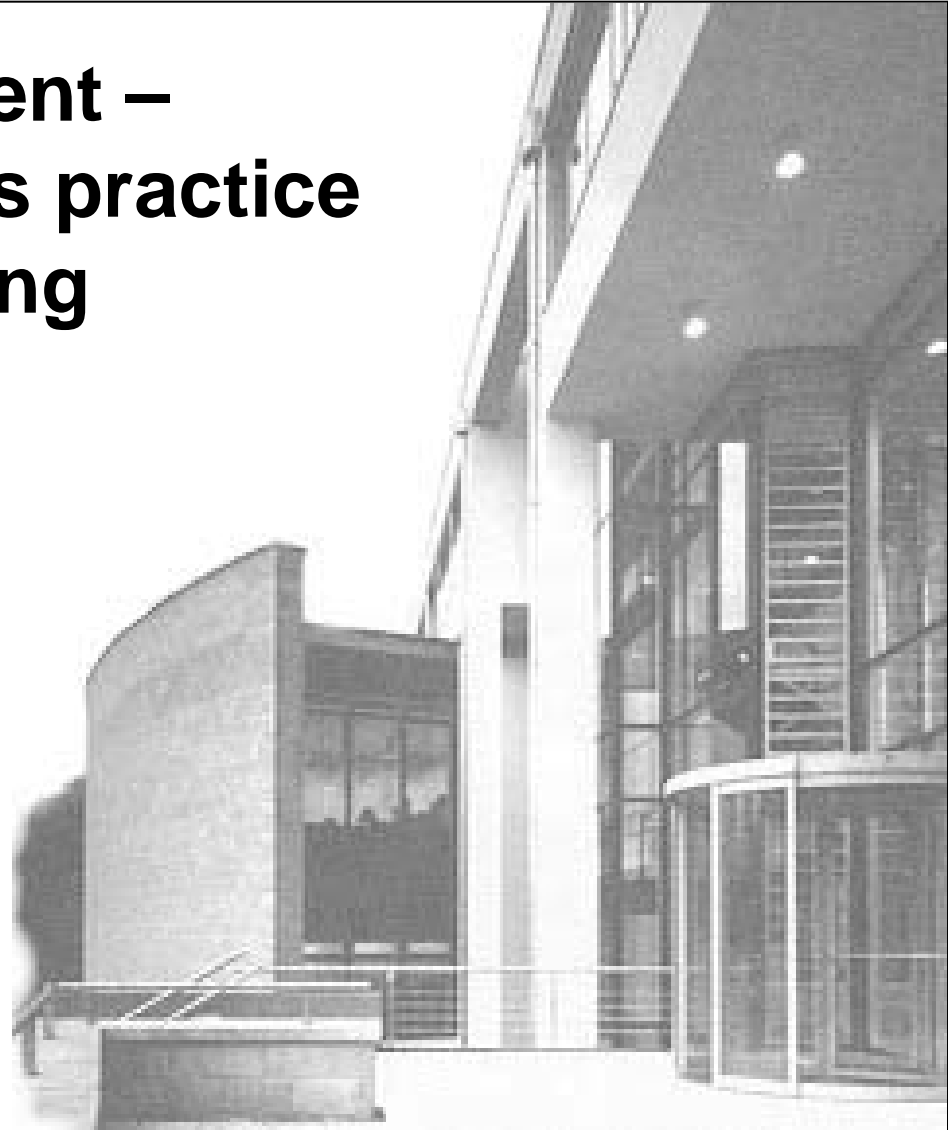 ent –
s practice
ng